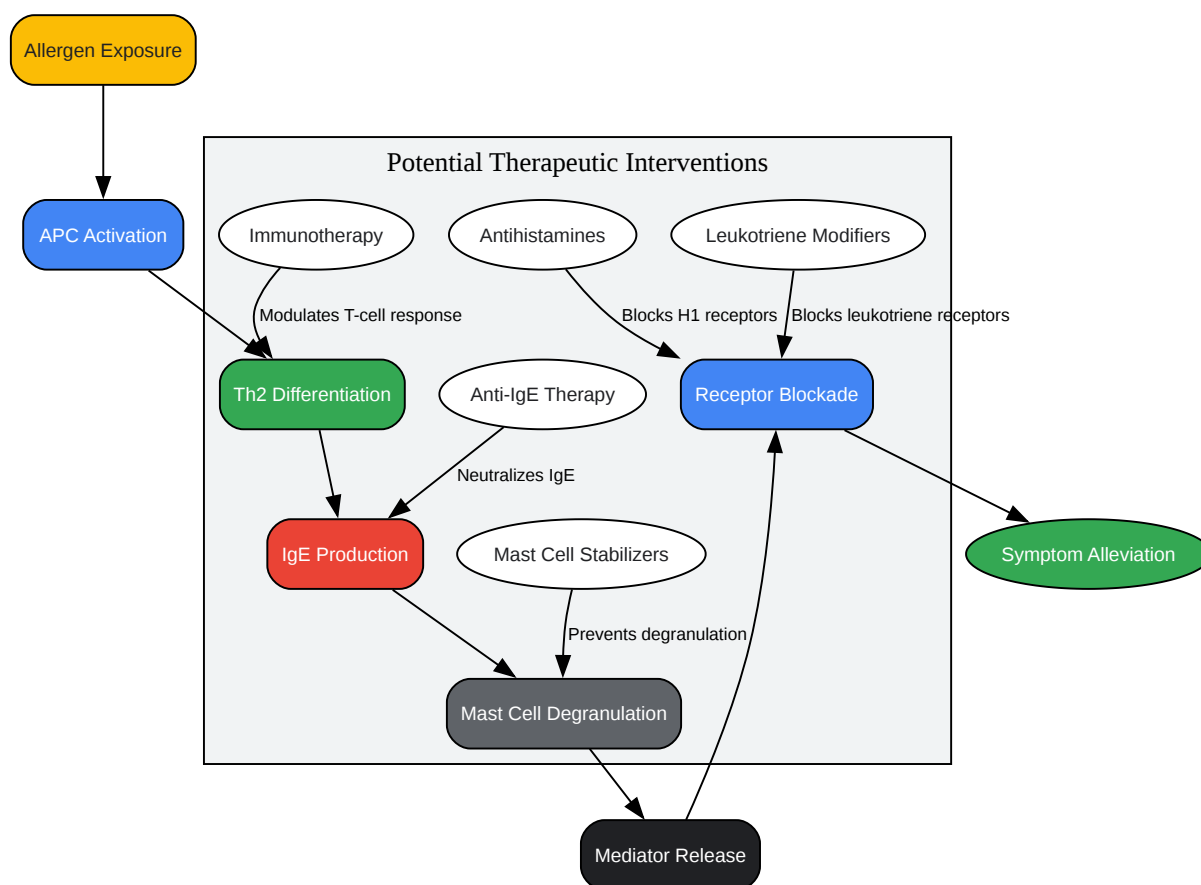 Allergen Exposure
Potential Therapeutic Interventions
APC Activation
Immunotherapy
Antihistamines
Leukotriene Modifiers
Modulates T-cell response
Blocks H1 receptors
Blocks leukotriene receptors
Th2 Differentiation
Anti-IgE Therapy
Receptor Blockade
Neutralizes IgE
IgE Production
Mast Cell Stabilizers
Symptom Alleviation
Prevents degranulation
Mast Cell Degranulation
Mediator Release